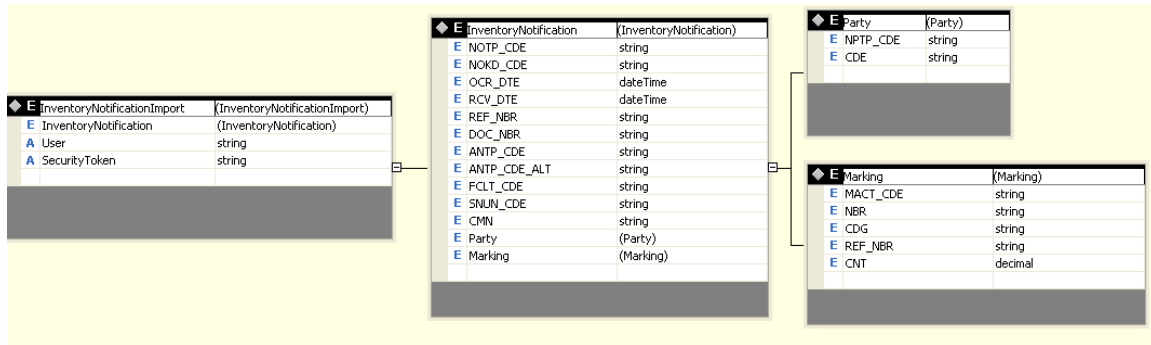 E InventoryNotificationImport (InventoryNotificationImport)
E InventoryNotification (InventoryNotification)
A User string
A SecurityToken string
E InventoryNotification (InventoryNotification)
E NOTP_CDE string
E NOKD_CDE string
E OCR_DTE dateTime
E RCV_DTE dateTime
E REF_NBR string
E DOC_NBR string
E ANTP_CDE string
E ANTP_CDE_ALT string
E FCLT_CDE string
E SNUN_CDE string
E CMN string
E Party (Party)
E Marking (Marking)
E Party (Party)
E NPTP_CDE string
E CDE string
E Marking (Marking)
E MACT_CDE string
E NBR string
E CDG string
E REF_NBR string
E CNT decimal